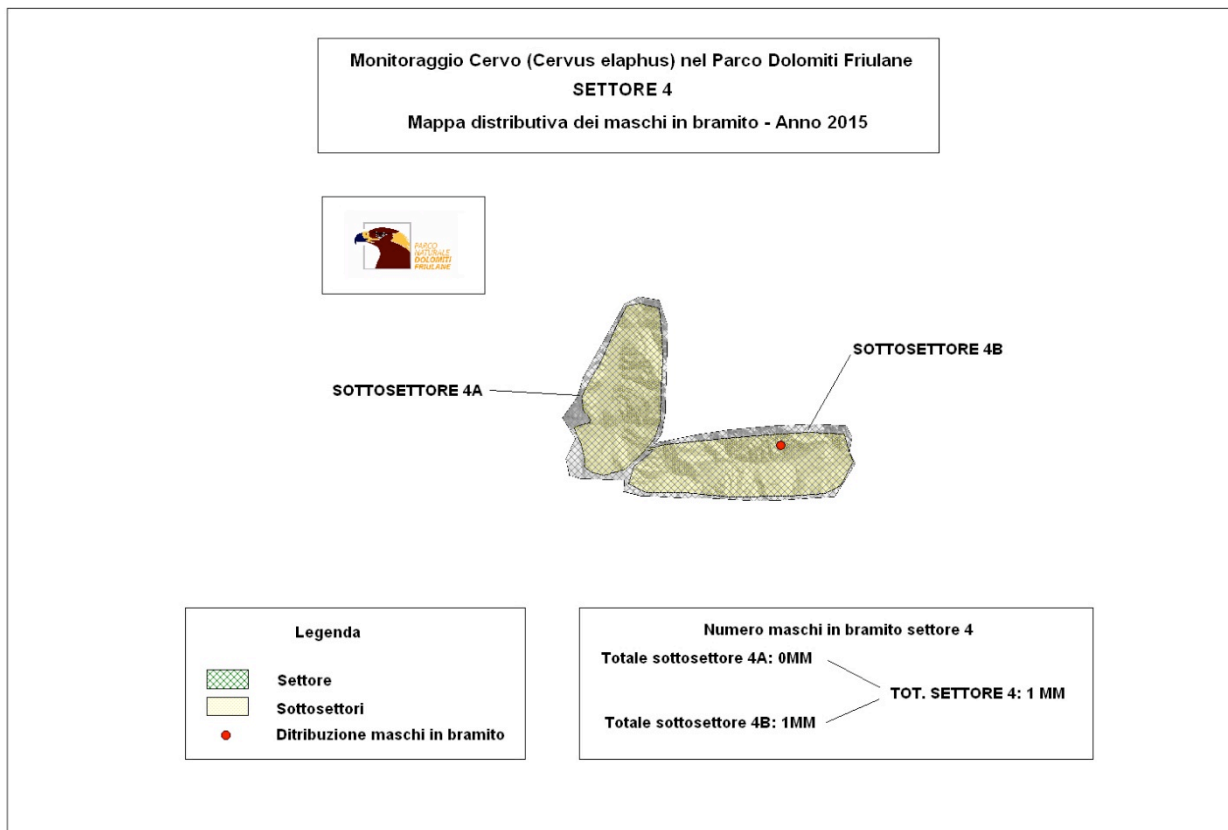 Monitoraggio Cervo (Cervus elaphus) nel Parco Dolomiti Friulane
SETTORE 4
Mappa distributiva dei maschi in bramito - Anno 2015
PARCO
NATURALE
DOLOMITI
FRIULANE
SOTTOSETTORE 4B
SOTTOSETTORE 4A
Legenda
Settore
Sottosettori
Ditribuzione maschi in bramito
Numero maschi in bramito settore 4
Totale sottosettore 4A: 0MM
TOT. SETTORE 4: 1 MM
Totale sottosettore 4B: 1MM